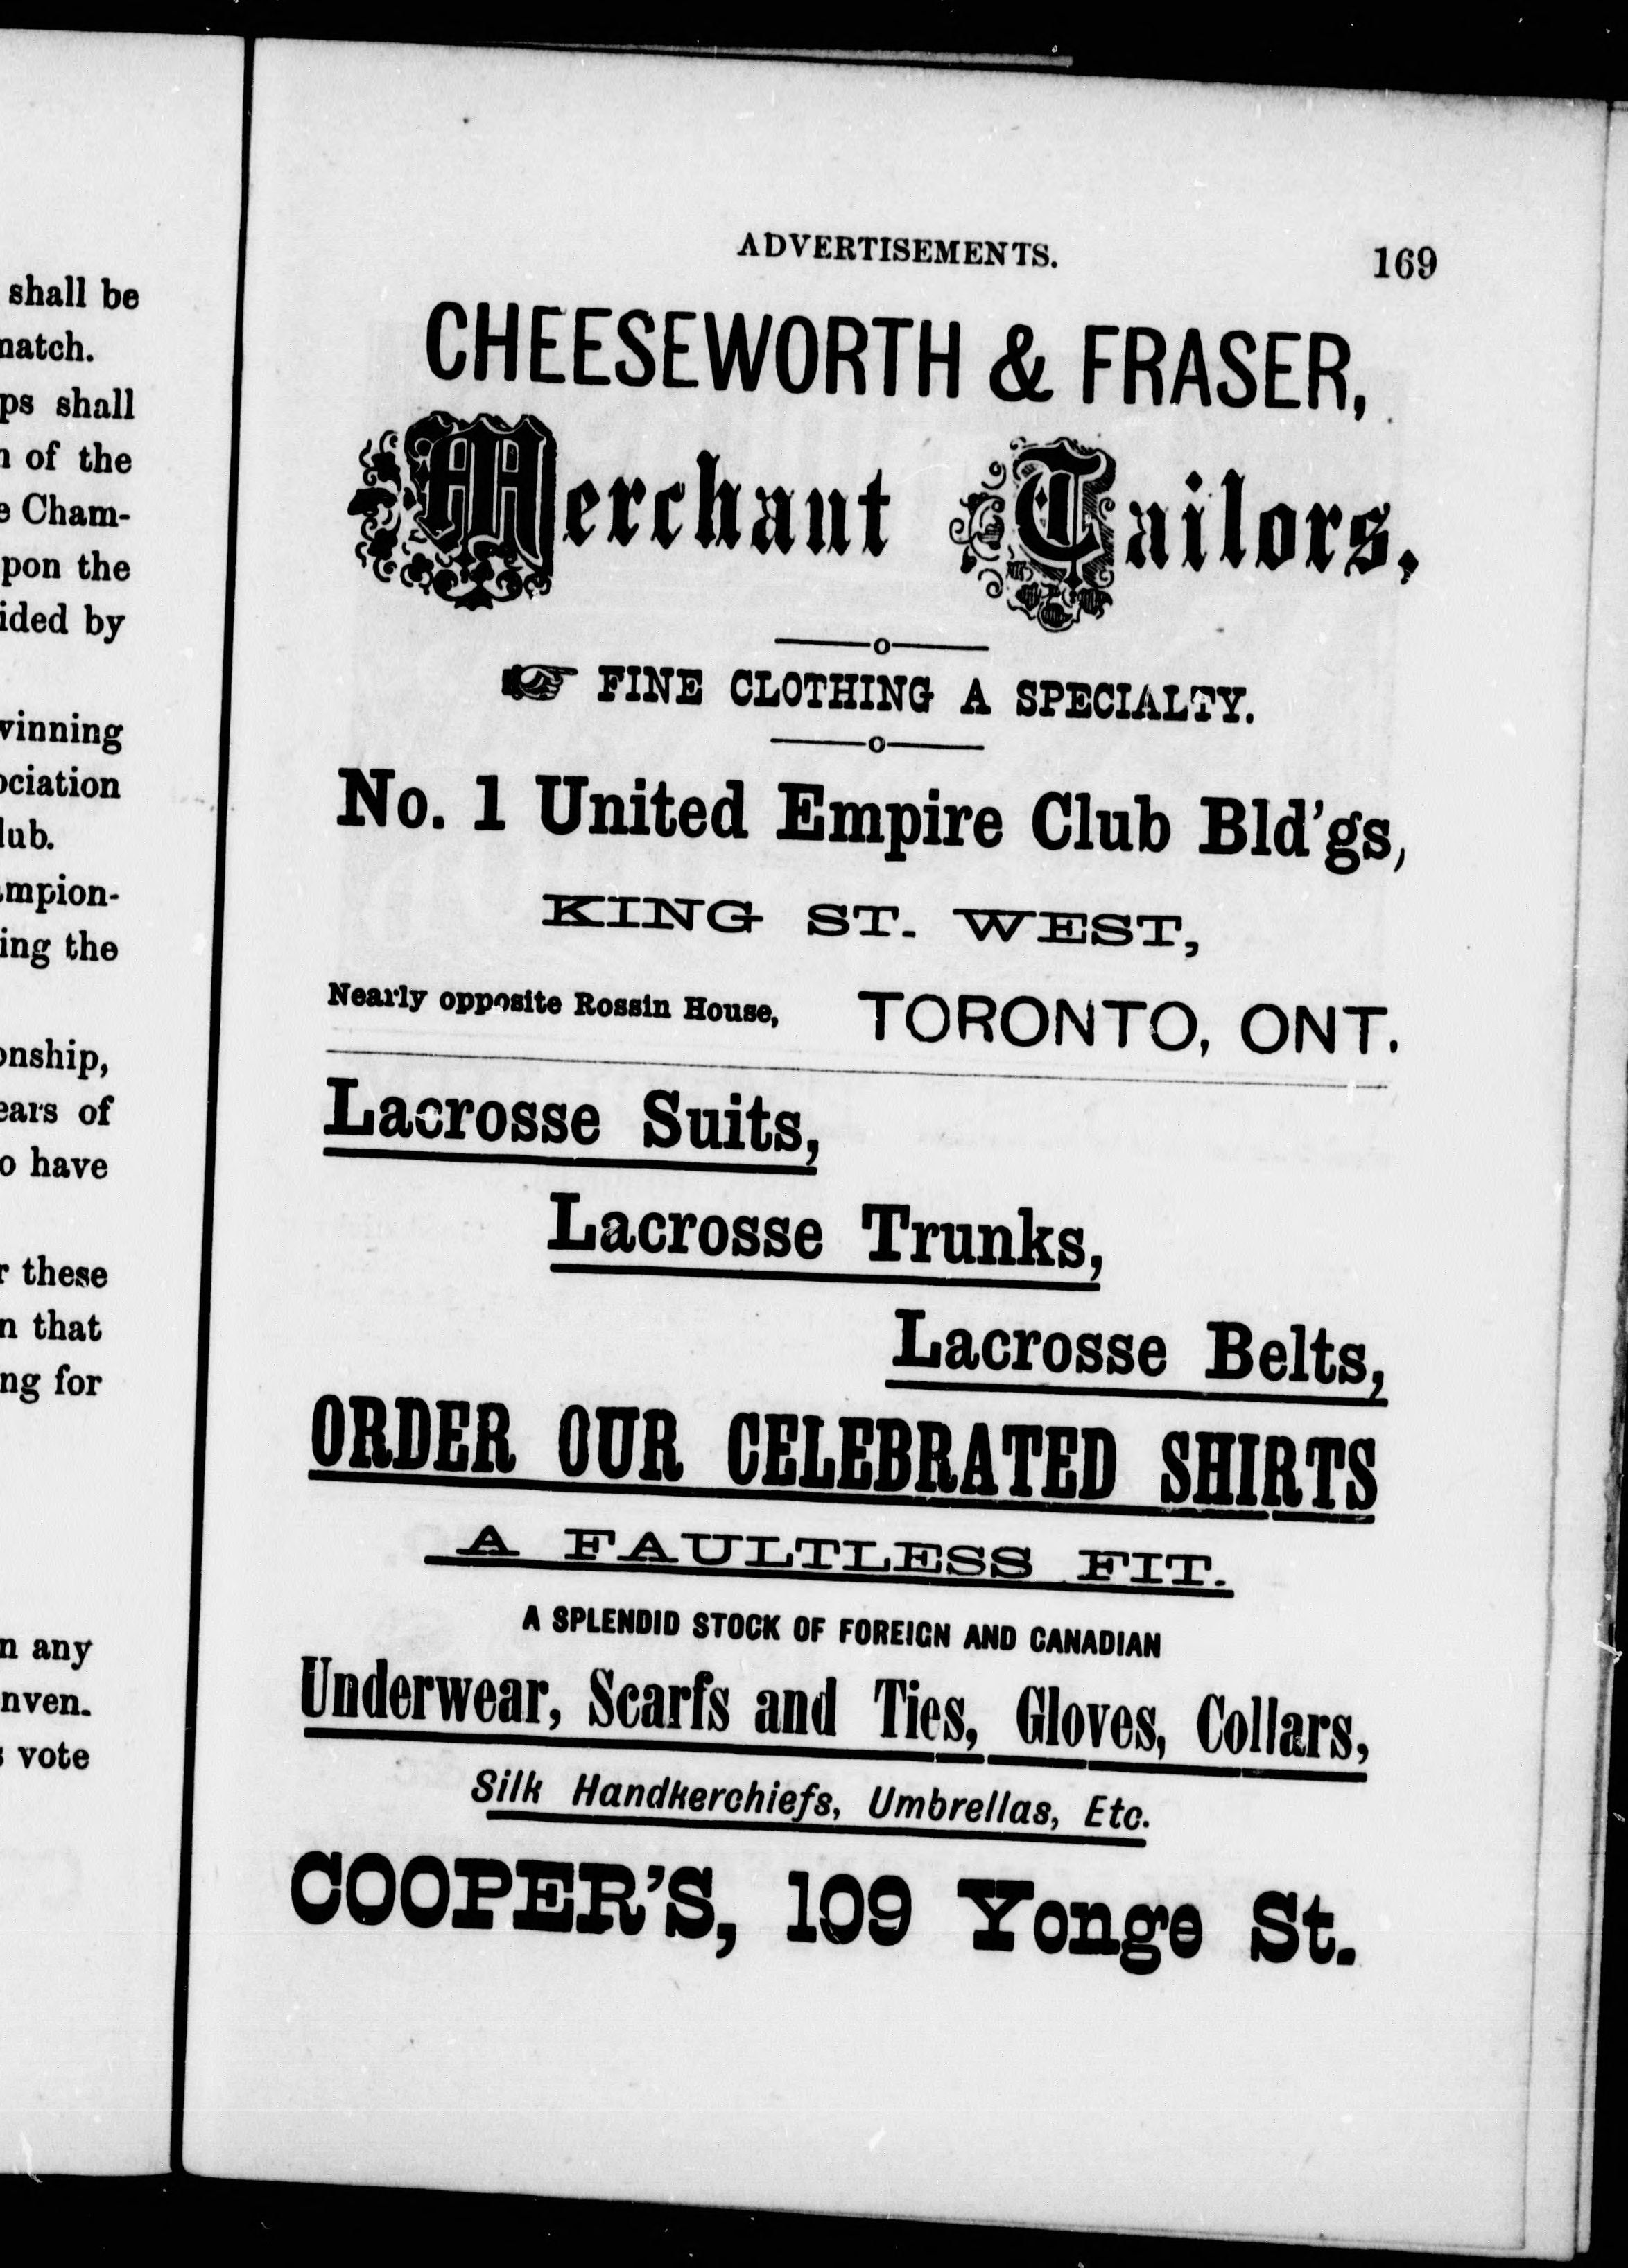 shall be
match.
ps shall
of the
Cham-
pon the
ided by
winning
ociation
lub.
ampion-
ing the
onship,
ears of
o have
these
that
ng for
any
nven.
vote
ADVERTISEMENTS. 169
CHEESEWORTH & FRASER,
Merchant Tailors,
FINE CLOTHING A SPECIALTY.
No. 1 United Empire Club Bld'gs,
KING ST. WEST,
Nearly opposite Rossin House, TORONTO, ONT.
Lacrosse Suits,
Lacrosse Trunks,
Lacrosse Belts,
ORDER OUR CELEBRATED SHIRTS
A FAULTLESS FIT.
A SPLENDID STOCK OF FOREIGN AND CANADIAN
Underwear, Scarfs and Ties, Gloves, Collars,
Silk Handkerchiefs, Umbrellas, Etc.
COOPER'S, 109 Yonge St.